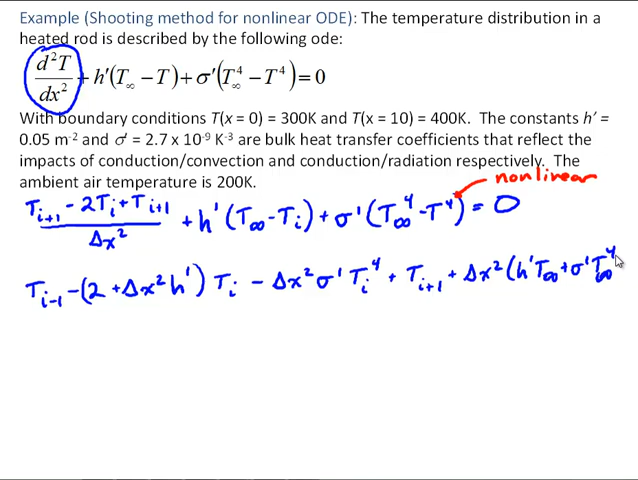 Example (Shooting method for nonlinear ODE): The temperature distribution in a
heated rod is described by the following ode:
d²T/dx² + h′(T∞ − T) + σ′(T∞⁴ − T⁴) = 0
With boundary conditions T(x = 0) = 300K and T(x = 10) = 400K. The constants h′ =
0.05 m⁻² and σ′ = 2.7 x 10⁻⁹ K⁻³ are bulk heat transfer coefficients that reflect the
impacts of conduction/convection and conduction/radiation respectively. The
ambient air temperature is 200K.
nonlinear
(Tᵢ₊₁ − 2Tᵢ + Tᵢ₊₁)/Δx² + h′(T∞ − Tᵢ) + σ′(T∞⁴ − T⁴) = 0
Tᵢ₋₁ − (2 + Δx²h′)Tᵢ − Δx²σ′Tᵢ⁴ + Tᵢ₊₁ + Δx²(h′T∞ + σ′T∞⁴